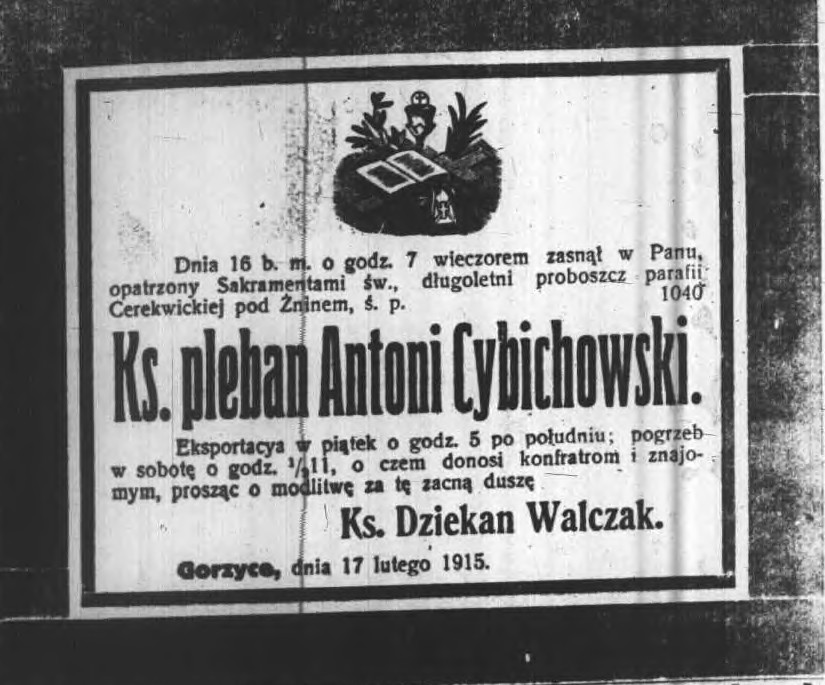 Dnia 16 b. m. o godz. 7 wieczorem zasnął w Panu,
opatrzony Sakramentami św., długoletni proboszcz parafii
Cerekwickiej pod Żninem, ś. p. 1040
Ks. pleban Antoni Cybichowski.
Eksportacya w piątek o godz. 5 po południu; pogrzeb
w sobotę o godz. ½11, o czem donosi konfratrom i znajo-
mym, prosząc o modlitwę za tę zacną duszę
Ks. Dziekan Walczak.
Gorzyce, dnia 17 lutego 1915.